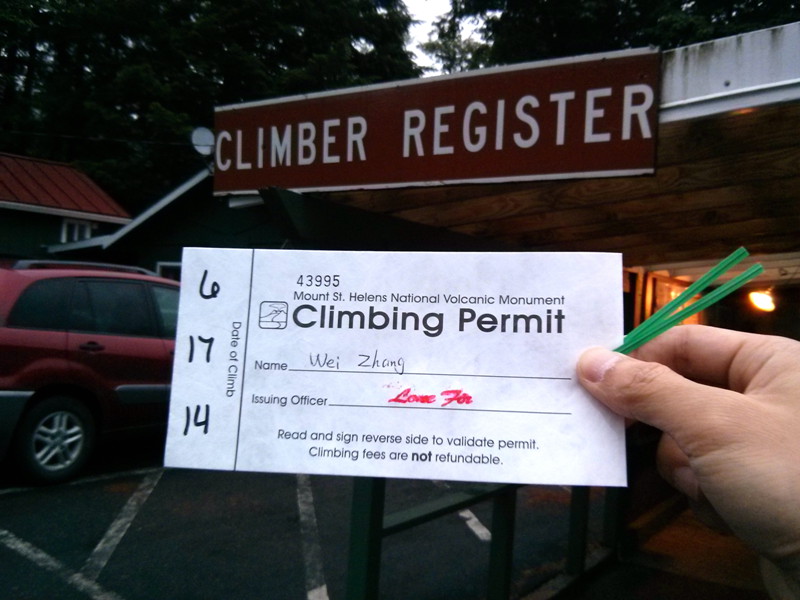 CLIMBER REGISTER
6
17
14
Date of Climb
43995
Mount St. Helens National Volcanic Monument
Climbing Permit
Name Wei Zhang
Issuing Officer Lone Fir
Read and sign reverse side to validate permit.
Climbing fees are not refundable.